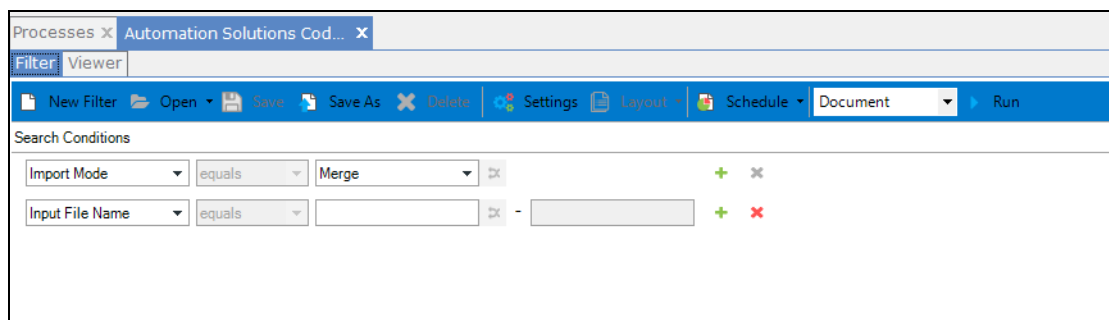 Processes X Automation Solutions Cod... X
Filter Viewer
New Filter Open Save Save As Delete Settings Layout Schedule Document Run
Search Conditions
Import Mode equals Merge
Input File Name equals -